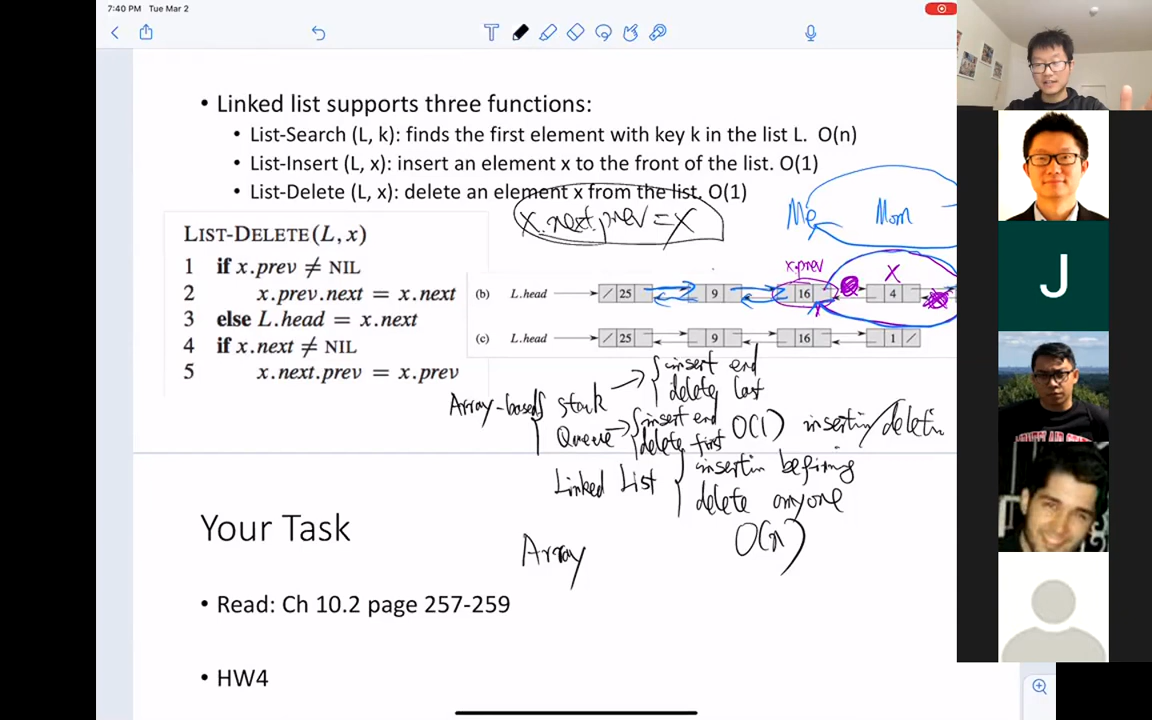 7:40 PM Tue Mar 2
• Linked list supports three functions:
• List-Search (L, k): finds the first element with key k in the list L. O(n)
• List-Insert (L, x): insert an element x to the front of the list. O(1)
• List-Delete (L, x): delete an element x from the list. O(1)
x.next.prev = x
Me Mom
LIST-DELETE(L, x)
1 if x.prev ≠ NIL
2 x.prev.next = x.next
3 else L.head = x.next
4 if x.next ≠ NIL
5 x.next.prev = x.prev
x.prev X
(b) L.head 25 9 16 4
(c) L.head 25 9 16 1
Array-based Stack insert end
delete last
Queue insert end
delete first O(1)
Linked List
delete anyone
Array O(n)
Your Task
• Read: Ch 10.2 page 257-259
• HW4
J